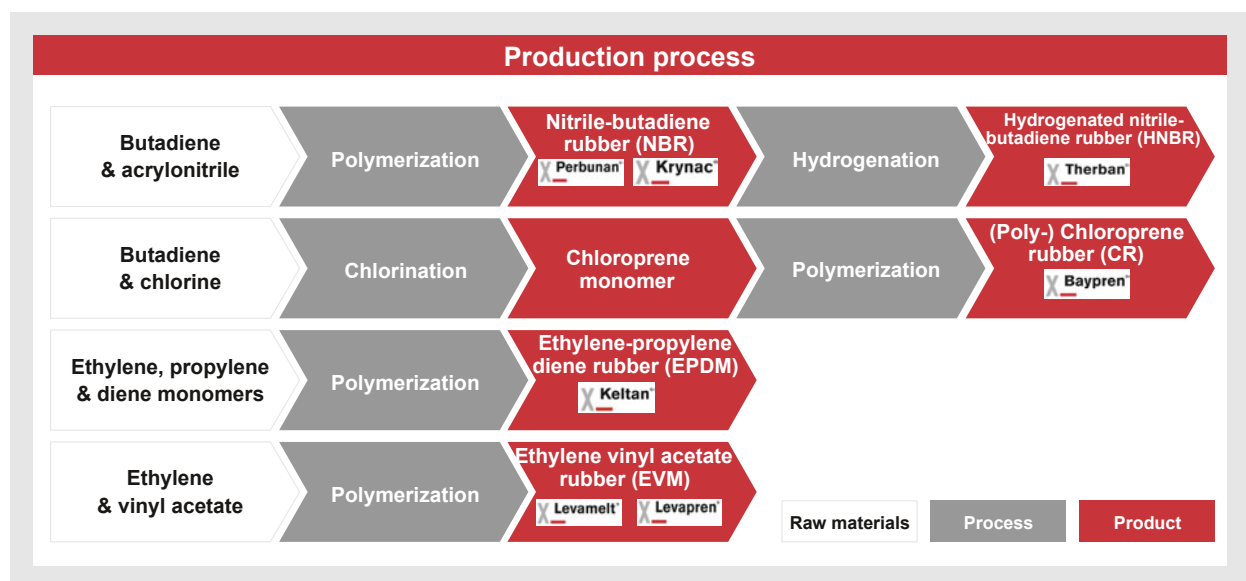 Production process
Butadiene
& acrylonitrile
Polymerization
Nitrile-butadiene
rubber (NBR)
Perbunan®
Krynac®
Hydrogenation
Hydrogenated nitrile-
butadiene rubber (HNBR)
Therban®
Butadiene
& chlorine
Chlorination
Chloroprene
monomer
Polymerization
(Poly-) Chloroprene
rubber (CR)
Baypren®
Ethylene, propylene
& diene monomers
Polymerization
Ethylene-propylene
diene rubber (EPDM)
Keltan®
Ethylene
& vinyl acetate
Polymerization
Ethylene vinyl acetate
rubber (EVM)
Levamelt®
Levapren®
Raw materials
Process
Product